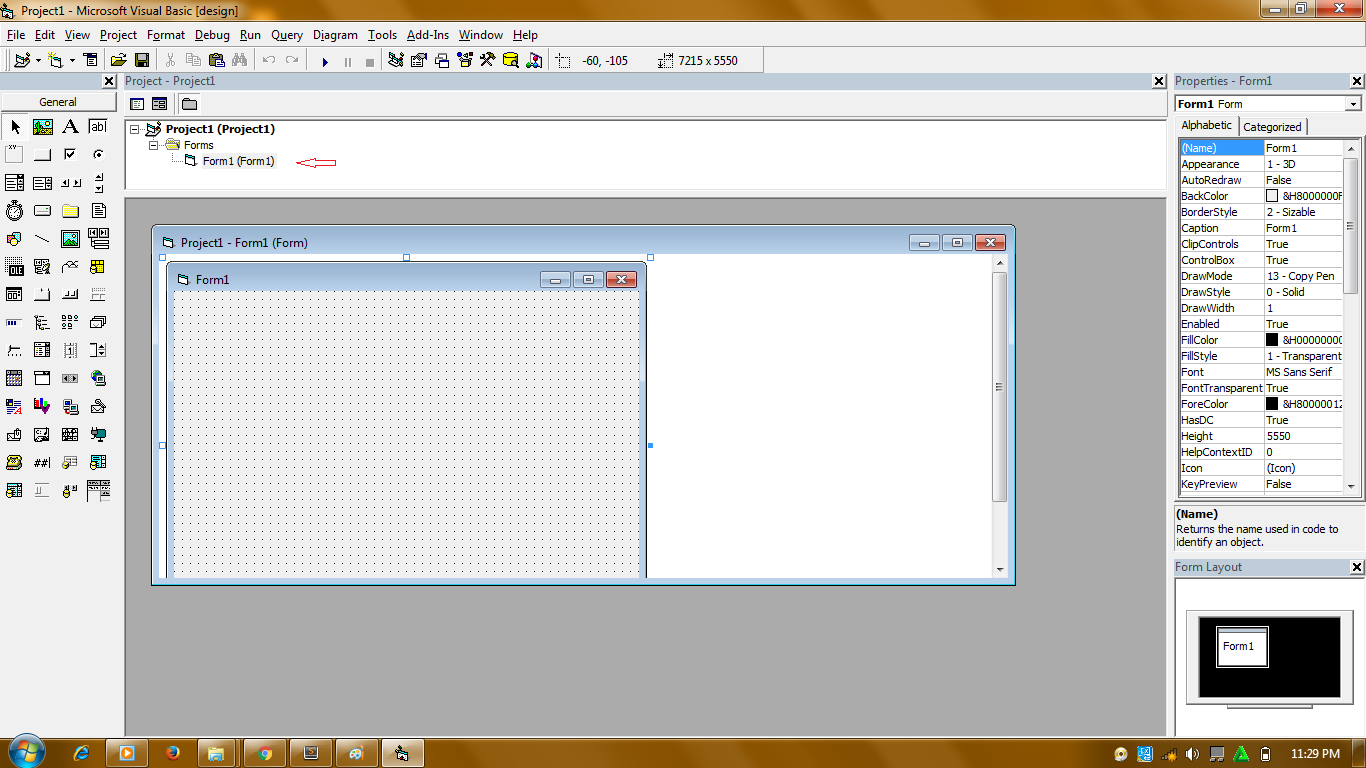 Project1 - Microsoft Visual Basic [design]
File Edit View Project Format Debug Run Query Diagram Tools Add-Ins Window Help
-60, -105 7215 x 5550
General
A
ab|
XY
OLE
##|
Project - Project1
Project1 (Project1)
Forms
Form1 (Form1)
Project1 - Form1 (Form)
Form1
Properties - Form1
Form1 Form
Alphabetic Categorized
(Name) Form1
Appearance 1 - 3D
AutoRedraw False
BackColor &H8000000F
BorderStyle 2 - Sizable
Caption Form1
ClipControls True
ControlBox True
DrawMode 13 - Copy Pen
DrawStyle 0 - Solid
DrawWidth 1
Enabled True
FillColor &H00000000
FillStyle 1 - Transparent
Font MS Sans Serif
FontTransparent True
ForeColor &H80000012
HasDC True
Height 5550
HelpContextID 0
Icon (Icon)
KeyPreview False
(Name)
Returns the name used in code to
identify an object.
Form Layout
Form1
11:29 PM